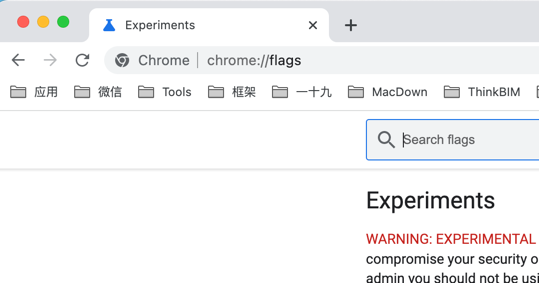 Experiments
Chrome chrome://flags
应用 微信 Tools 框架 一十九 MacDown ThinkBIM
Search flags
Experiments
WARNING: EXPERIMENTAL
compromise your security o
admin you should not be usi